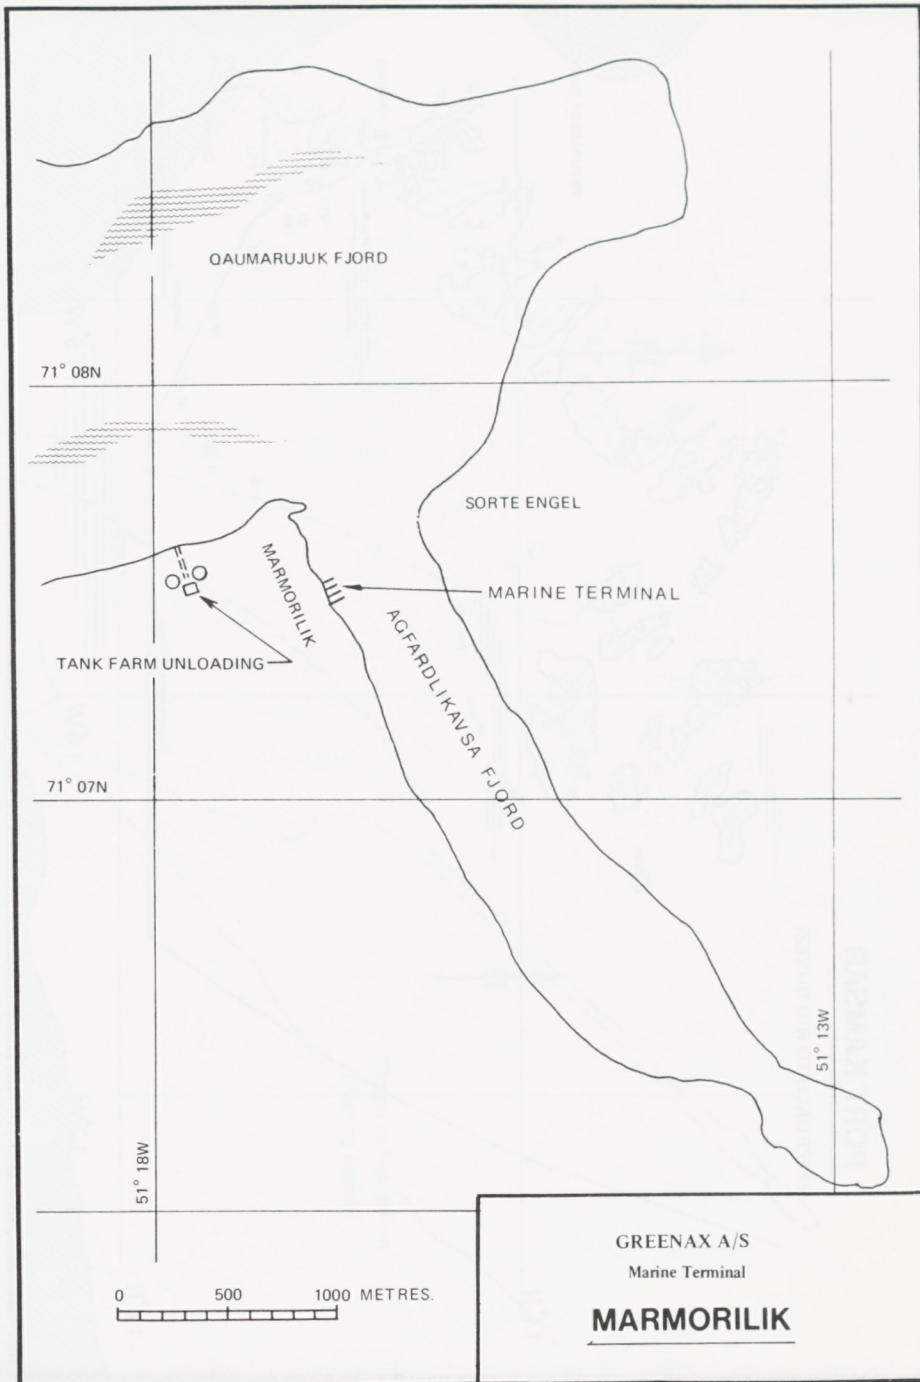 QAUMARUJUK FJORD
71° 08N
SORTE ENGEL
MARMORILIK
MARINE TERMINAL
AGFARDLIKAVSA FJORD
TANK FARM UNLOADING
71° 07N
51° 13W
51° 18W
0 500 1000 METRES.
GREENAX A/S
Marine Terminal
MARMORILIK